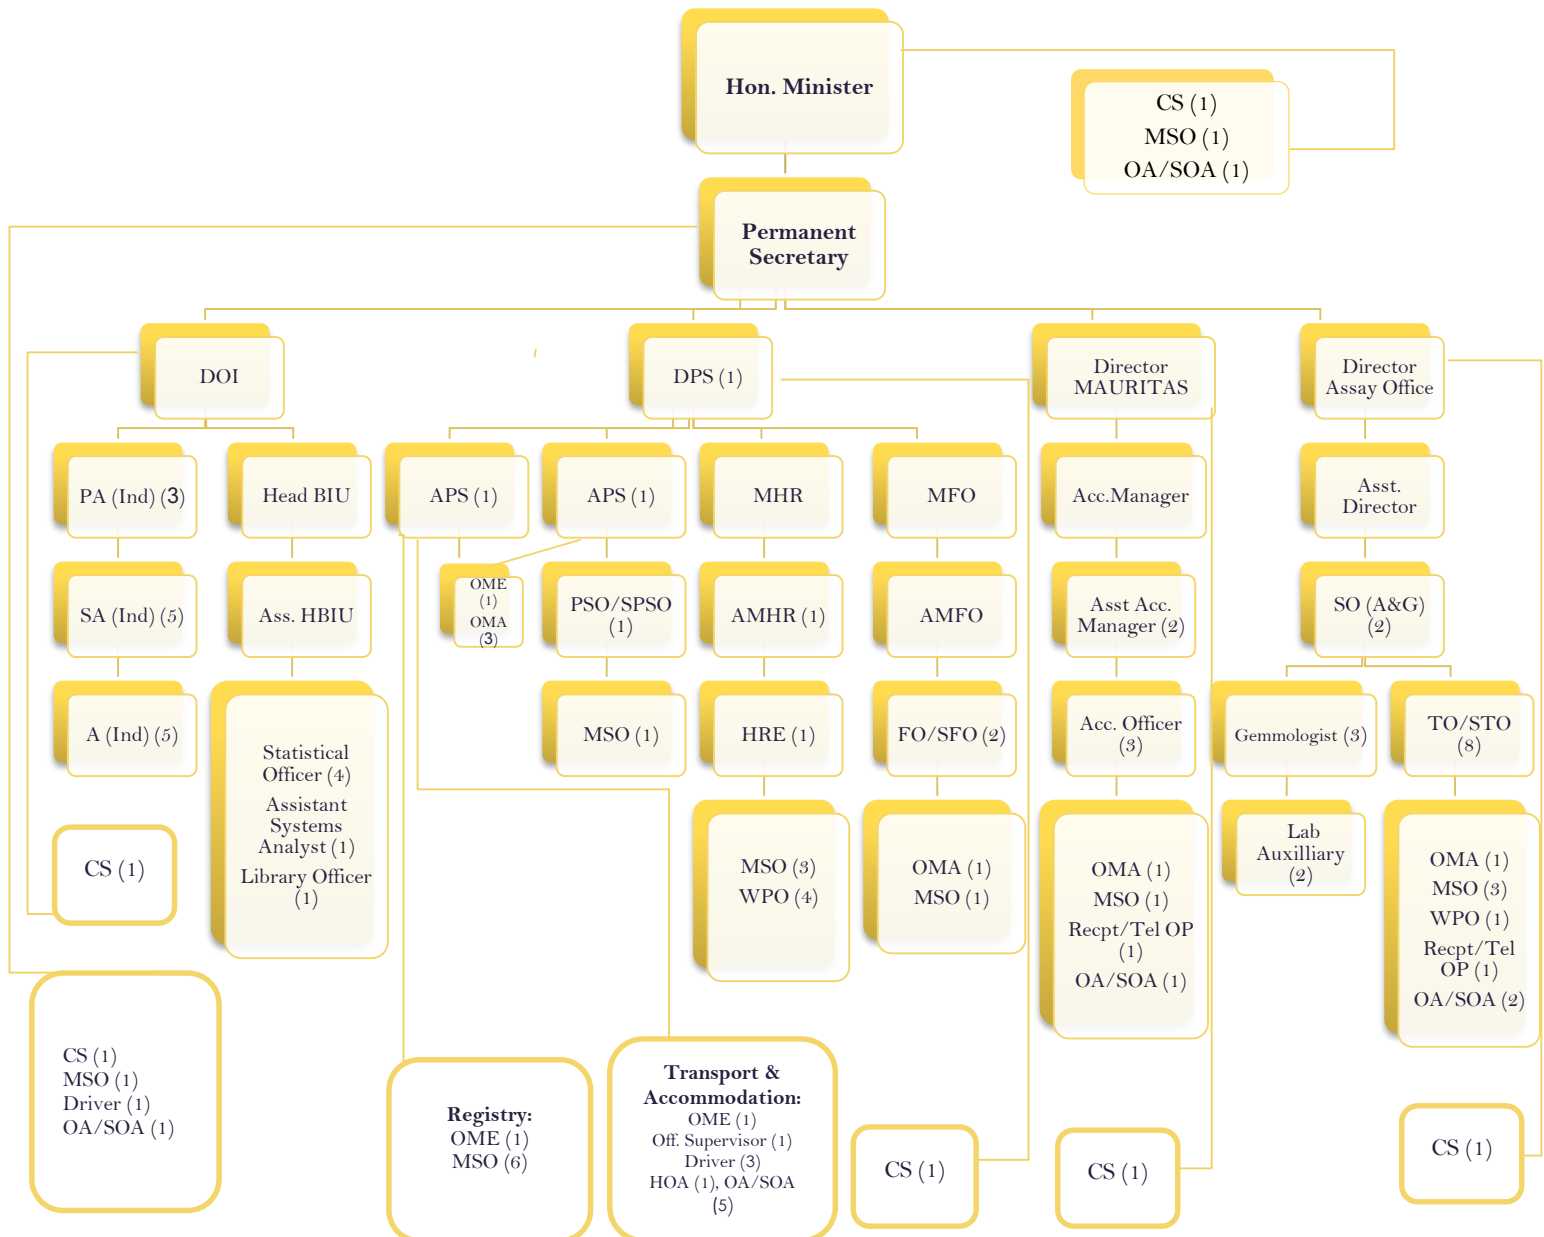 Hon. Minister
CS (1)
MSO (1)
OA/SOA (1)
Permanent
Secretary
DOI
DPS (1)
Director
MAURITAS
Director
Assay Office
PA (Ind) (3)
Head BIU
APS (1)
APS (1)
MHR
MFO
Acc.Manager
Asst.
Director
SA (Ind) (5)
Ass. HBIU
OME
(1)
OMA
(3)
PSO/SPSO
(1)
AMHR (1)
AMFO
Asst Acc.
Manager (2)
SO (A&G)
(2)
A (Ind) (5)
Statistical
Officer (4)
Assistant
Systems
Analyst (1)
Library Officer
(1)
MSO (1)
HRE (1)
FO/SFO (2)
Acc. Officer
(3)
Gemmologist (3)
TO/STO
(8)
CS (1)
MSO (3)
WPO (4)
OMA (1)
MSO (1)
OMA (1)
MSO (1)
Recpt/Tel OP
(1)
OA/SOA (1)
Lab
Auxilliary
(2)
OMA (1)
MSO (3)
WPO (1)
Recpt/Tel
OP (1)
OA/SOA (2)
CS (1)
MSO (1)
Driver (1)
OA/SOA (1)
Registry:
OME (1)
MSO (6)
Transport &
Accommodation:
OME (1)
Off. Supervisor (1)
Driver (3)
HOA (1), OA/SOA
(5)
CS (1)
CS (1)
CS (1)